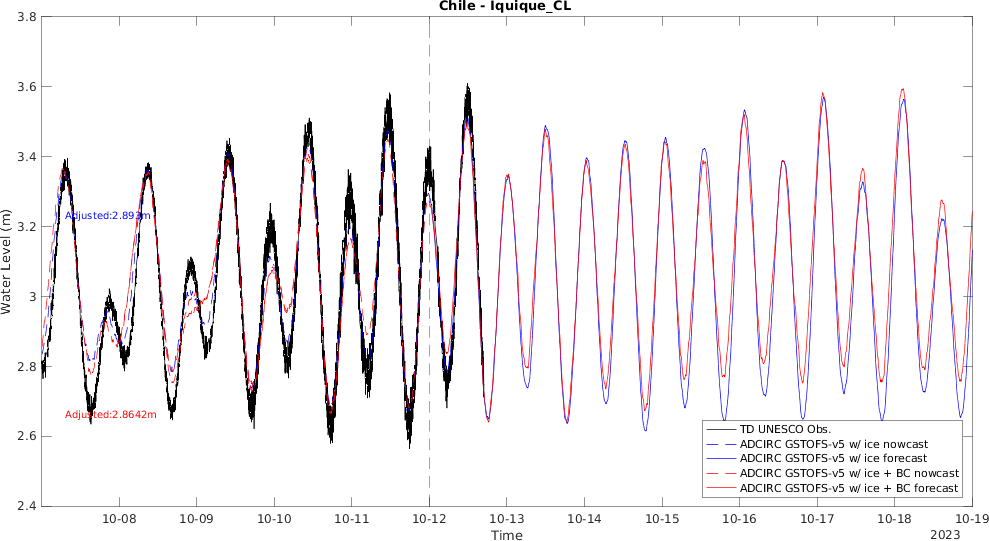 Chile - Iquique_CL
3.8
3.6
3.4
3.2
3
2.8
2.6
2.4
Water Level (m)
Adjusted:2.893m
Adjusted:2.8642m
TD UNESCO Obs.
ADCIRC GSTOFS-v5 w/ ice nowcast
ADCIRC GSTOFS-v5 w/ ice forecast
ADCIRC GSTOFS-v5 w/ ice + BC nowcast
ADCIRC GSTOFS-v5 w/ ice + BC forecast
10-08 10-09 10-10 10-11 10-12 10-13 10-14 10-15 10-16 10-17 10-18 10-19
Time 2023